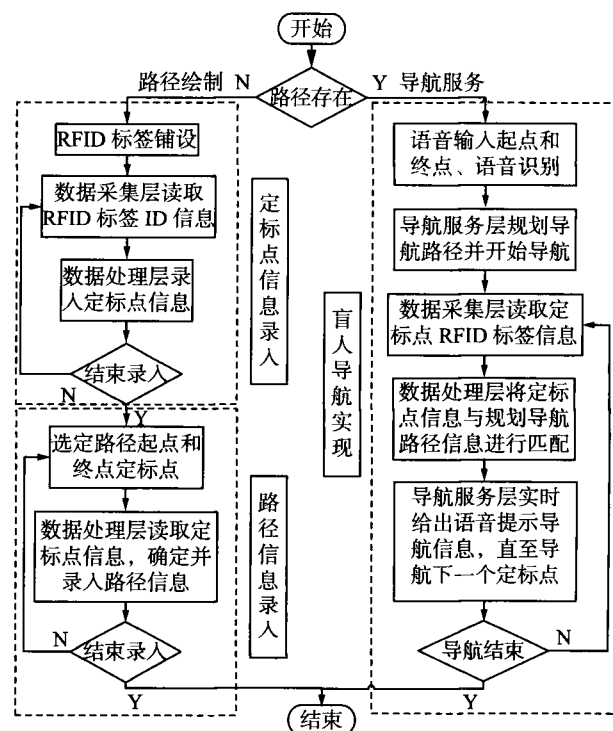 开始
路径绘制 N
路径存在
Y 导航服务
RFID 标签铺设
数据采集层读取
RFID 标签 ID 信息
数据处理层录
入定标点信息
结束录入
N
Y
定标点信息录入
选定路径起点和
终点定标点
数据处理层读取定
标点信息，确定并
录入路径信息
N
结束录入
Y
路径信息录入
盲人导航实现
语音输入起点和
终点、语音识别
导航服务层规划导
航路径并开始导航
数据采集层读取定
标点 RFID 标签信息
数据处理层将定标
点信息与规划导航
路径信息进行匹配
导航服务层实时
给出语音提示导
航信息，直至导
航下一个定标点
导航结束
N
Y
结束